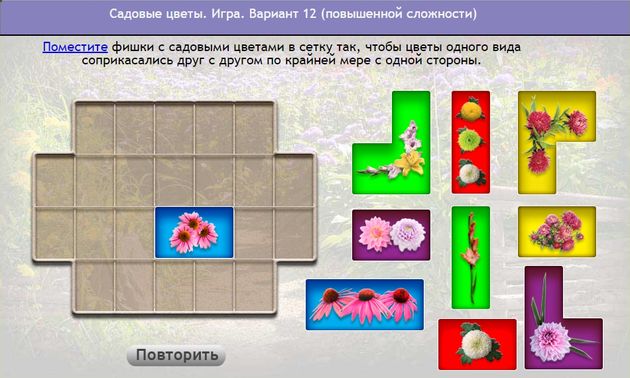 Садовые цветы. Игра. Вариант 12 (повышенной сложности)
Поместите фишки с садовыми цветами в сетку так, чтобы цветы одного вида
соприкасались друг с другом по крайней мере с одной стороны.
Повторить